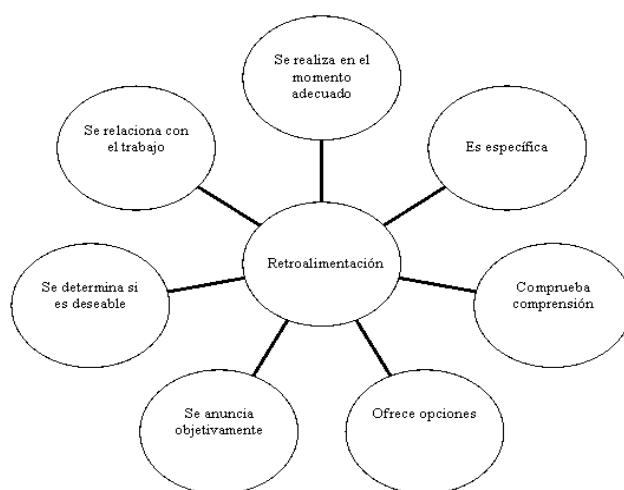 Se realiza en el
momento
adecuado
Se relaciona con
el trabajo
Es específica
Retroalimentación
Se determina si
es deseable
Comprueba
comprensión
Se anuncia
objetivamente
Ofrece opciones